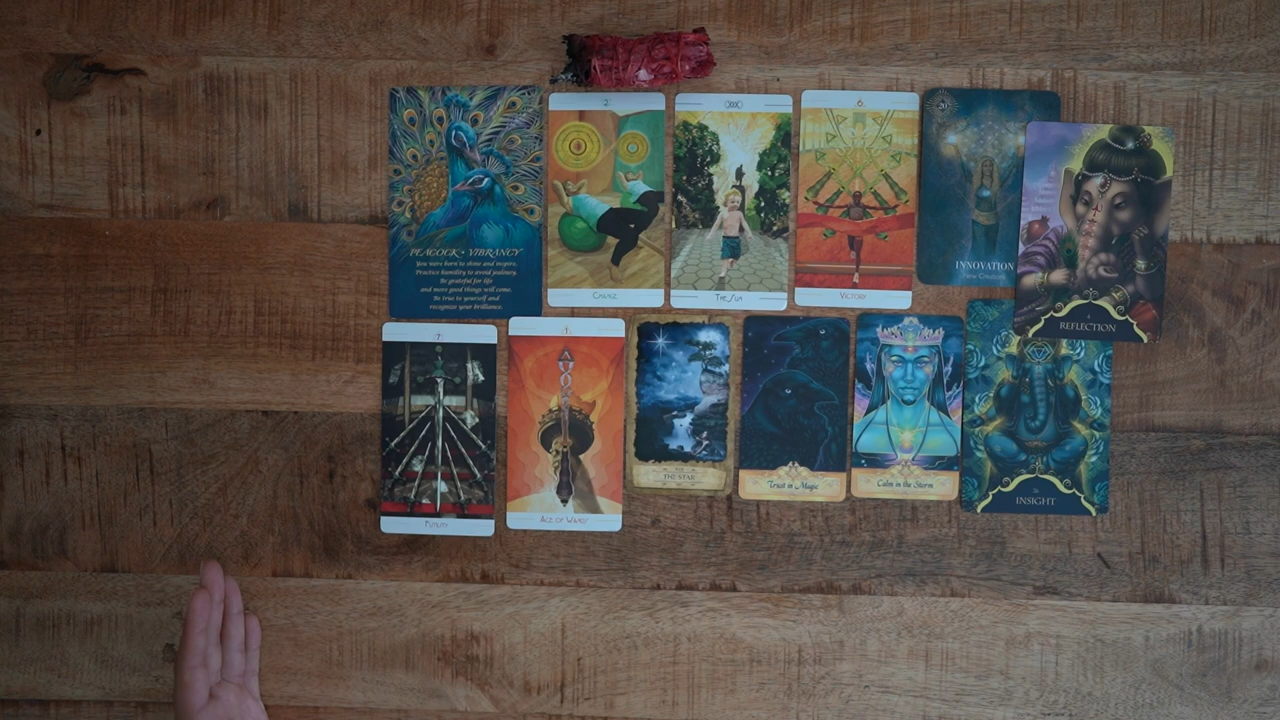 PEACOCK • VIBRANCY
You were born to shine and inspire.
Practice humility to avoid jealousy.
Be grateful for life
and more good things will come.
Be true to yourself and
recognize your brilliance.
2
CHANGE
XIX
THE SUN
6
VICTORY
20
INNOVATION
New Creations
REFLECTION
7
FUTILITY
1
ACE OF WANDS
THE STAR
Trust in Magic
Calm in the Storm
INSIGHT